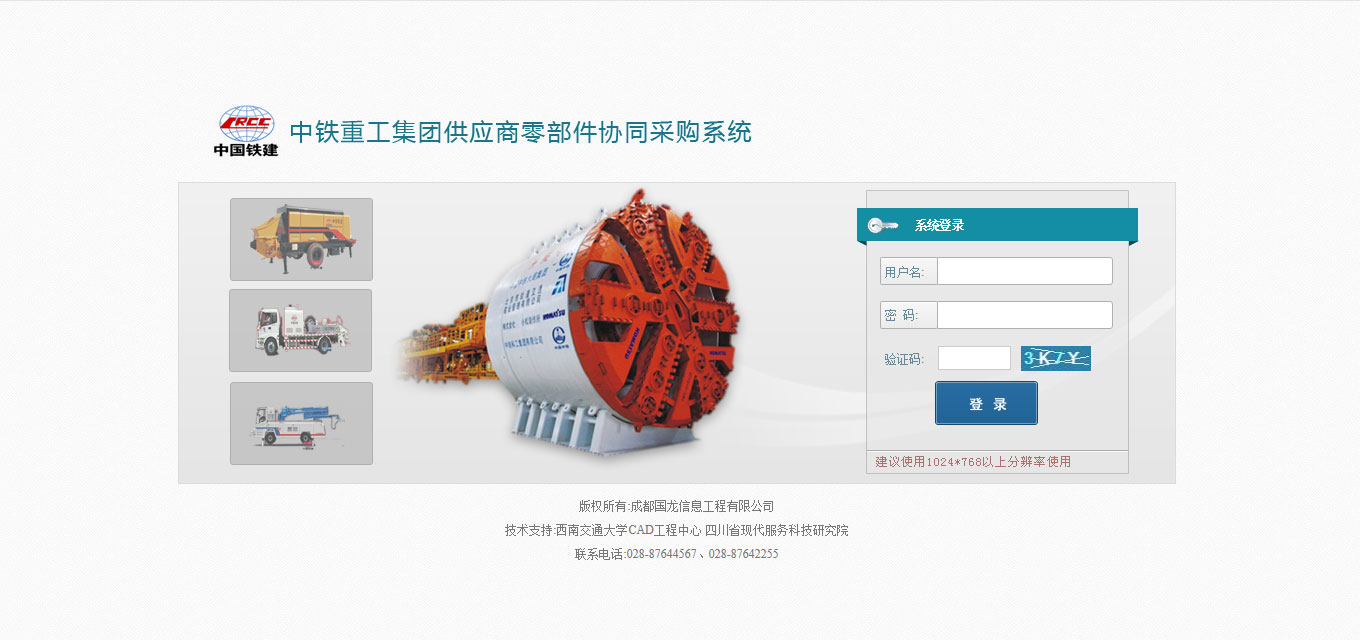 CRCC
中国铁建
中铁重工集团供应商零部件协同采购系统
系统登录
用户名:
密 码:
验证码:
3K7Y
登 录
建议使用1024*768以上分辨率使用
KOMATSU
版权所有:成都国龙信息工程有限公司
技术支持:西南交通大学CAD工程中心 四川省现代服务科技研究院
联系电话:028-87644567、028-87642255